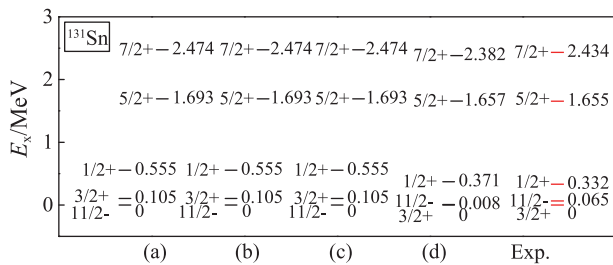 3
¹³¹Sn
7/2+ 2.474 7/2+ 2.474 7/2+ 2.474 7/2+ 2.382 7/2+ 2.434
2
5/2+ 1.693 5/2+ 1.693 5/2+ 1.693 5/2+ 1.657 5/2+ 1.655
Eₓ/MeV
1
1/2+ 0.555 1/2+ 0.555 1/2+ 0.555 1/2+ 0.371 1/2+ 0.332
3/2+ 0.105 3/2+ 0.105 3/2+ 0.105 11/2- 0.008 11/2- 0.065
0
11/2- 0 11/2- 0 11/2- 0 3/2+ 0 3/2+ 0
(a) (b) (c) (d) Exp.